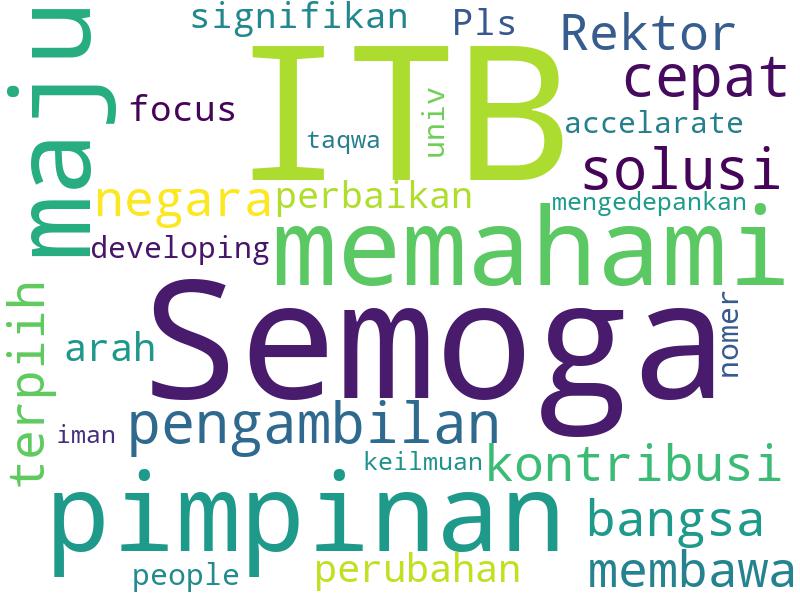 signifikan
Pls
Rektor
maju
ITB
cepat
focus
univ
accelarate
taqwa
solusi
negara
perbaikan
mengedepankan
developing
memahami
Semoga
nomer
terpiih
arah
pengambilan
iman
keilmuan
kontribusi
pimpinan
bangsa
people
perubahan
membawa